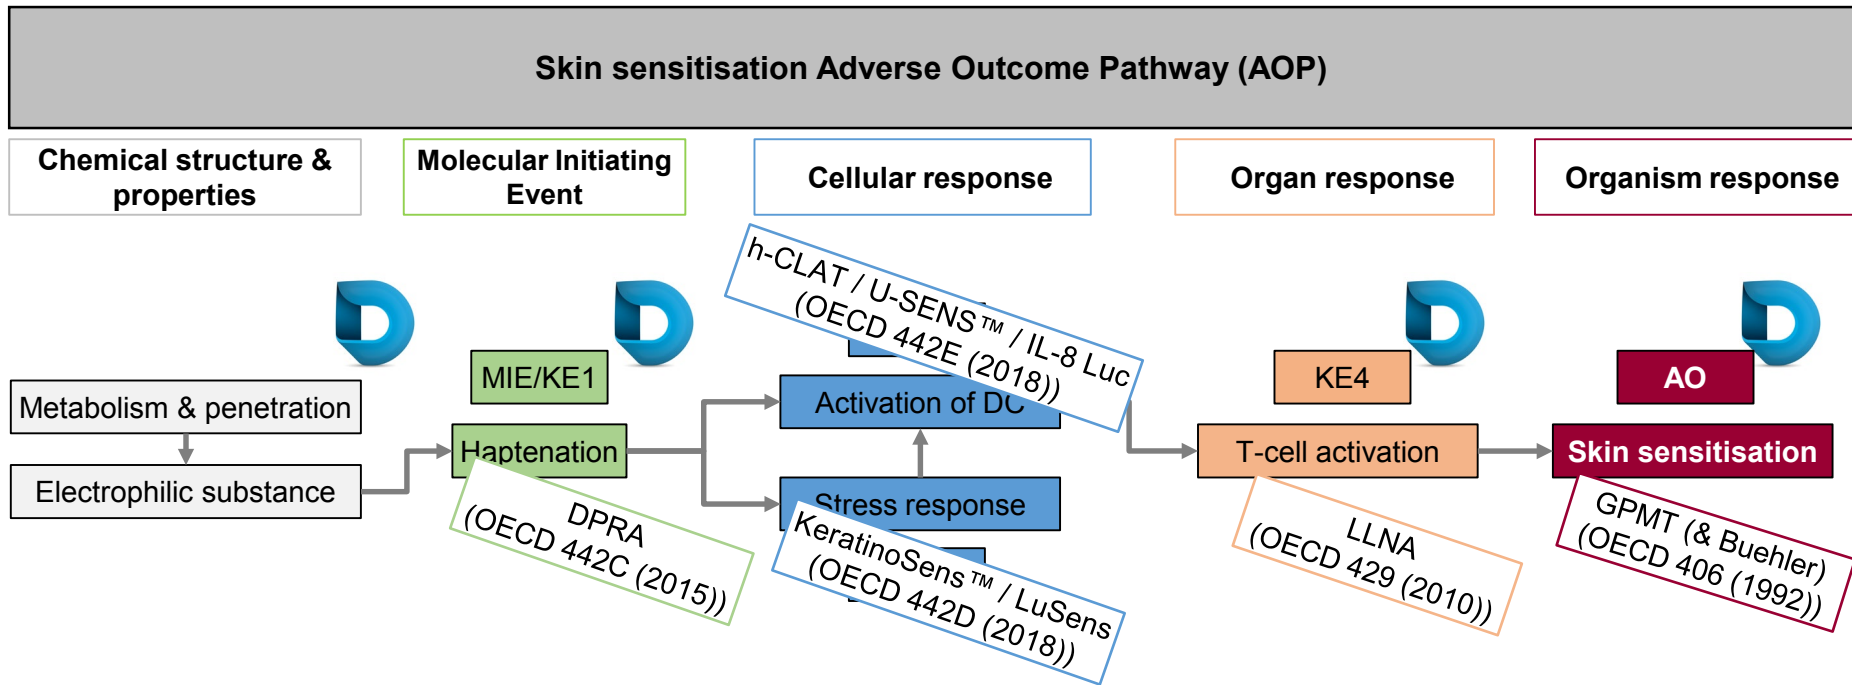 Skin sensitisation Adverse Outcome Pathway (AOP)
Chemical structure &
properties
Molecular Initiating
Event
Cellular response
Organ response
Organism response
h-CLAT / U-SENS™ / IL-8 Luc
(OECD 442E (2018))
MIE/KE1
KE4
AO
Metabolism & penetration
Activation of DC
Haptenation
T-cell activation
Skin sensitisation
Electrophilic substance
Stress response
DPRA
(OECD 442C (2015))
KeratinoSens™ / LuSens
(OECD 442D (2018))
LLNA
(OECD 429 (2010))
GPMT (& Buehler)
(OECD 406 (1992))